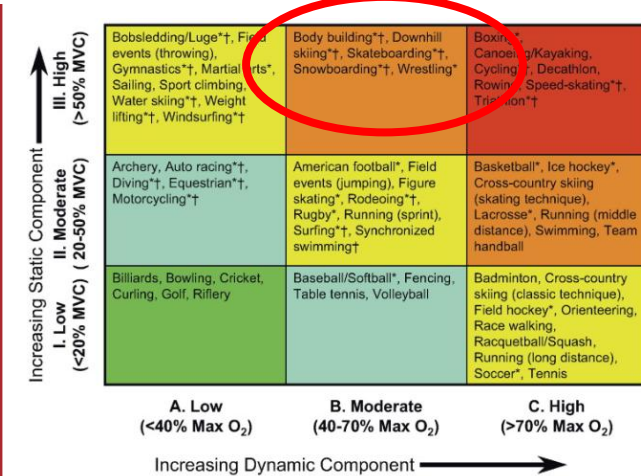 Increasing Static Component
III. High
(>50% MVC)
Bobsledding/Luge*†, Field
events (throwing),
Gymnastics*†, Martial arts*,
Sailing, Sport climbing,
Water skiing*†, Weight
lifting*†, Windsurfing*†
Body building*†, Downhill
skiing*†, Skateboarding*†,
Snowboarding*†, Wrestling*
Boxing*,
Canoeing/Kayaking,
Cycling*†, Decathlon,
Rowing, Speed-skating*†,
Triathlon*†
II. Moderate
(20-50% MVC)
Archery, Auto racing*†,
Diving*†, Equestrian*†,
Motorcycling*†
American football*, Field
events (jumping), Figure
skating*, Rodeoing*†,
Rugby*, Running (sprint),
Surfing*†, Synchronized
swimming†
Basketball*, Ice hockey*,
Cross-country skiing
(skating technique),
Lacrosse*, Running (middle
distance), Swimming, Team
handball
I. Low
(<20% MVC)
Billiards, Bowling, Cricket,
Curling, Golf, Riflery
Baseball/Softball*, Fencing,
Table tennis, Volleyball
Badminton, Cross-country
skiing (classic technique),
Field hockey*, Orienteering,
Race walking,
Racquetball/Squash,
Running (long distance),
Soccer*, Tennis
A. Low
(<40% Max O₂)
B. Moderate
(40-70% Max O₂)
C. High
(>70% Max O₂)
Increasing Dynamic Component